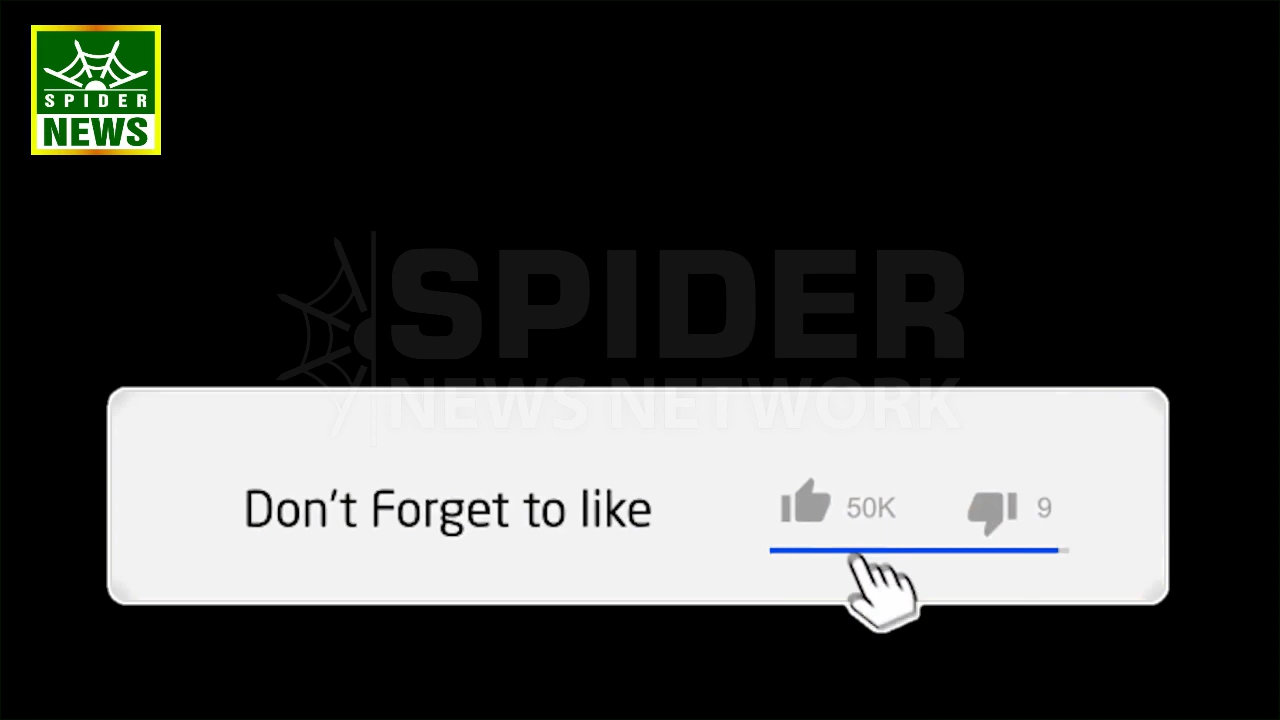 SPIDER
NEWS
SPIDER
NEWS NETWORK
Don't Forget to like
50K
9